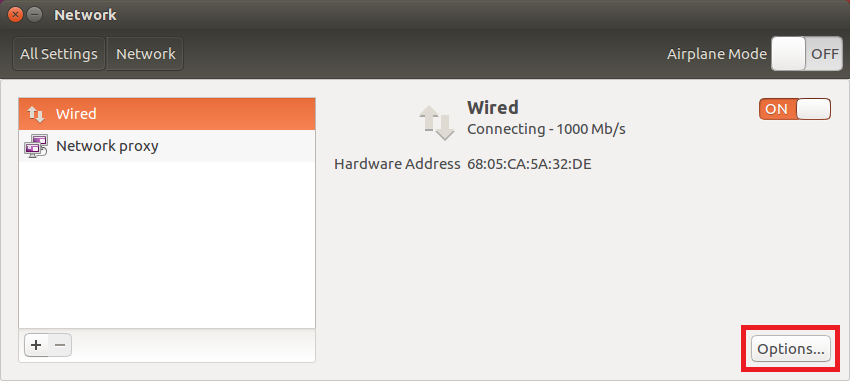 Network
All Settings Network Airplane Mode OFF
Wired
Network proxy
Wired ON
Connecting - 1000 Mb/s
Hardware Address 68:05:CA:5A:32:DE
Options...